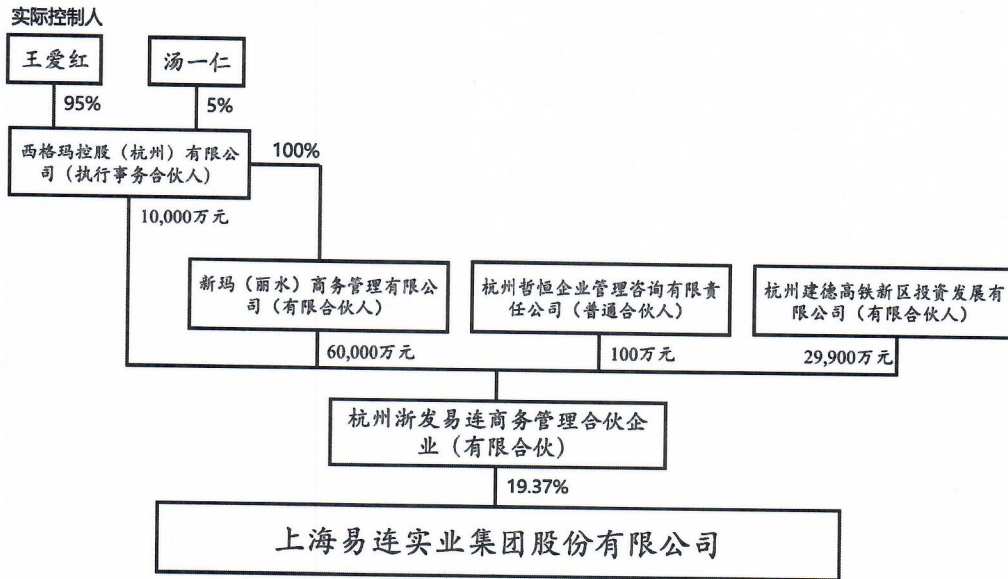 实际控制人
王爱红
汤一仁
95%
5%
西格玛控股（杭州）有限公
司（执行事务合伙人）
100%
10,000万元
新玛（丽水）商务管理有限公
司（有限合伙人）
杭州哲恒企业管理咨询有限责
任公司（普通合伙人）
杭州建德高铁新区投资发展有
限公司（有限合伙人）
60,000万元
100万元
29,900万元
杭州浙发易连商务管理合伙企
业（有限合伙）
19.37%
上海易连实业集团股份有限公司